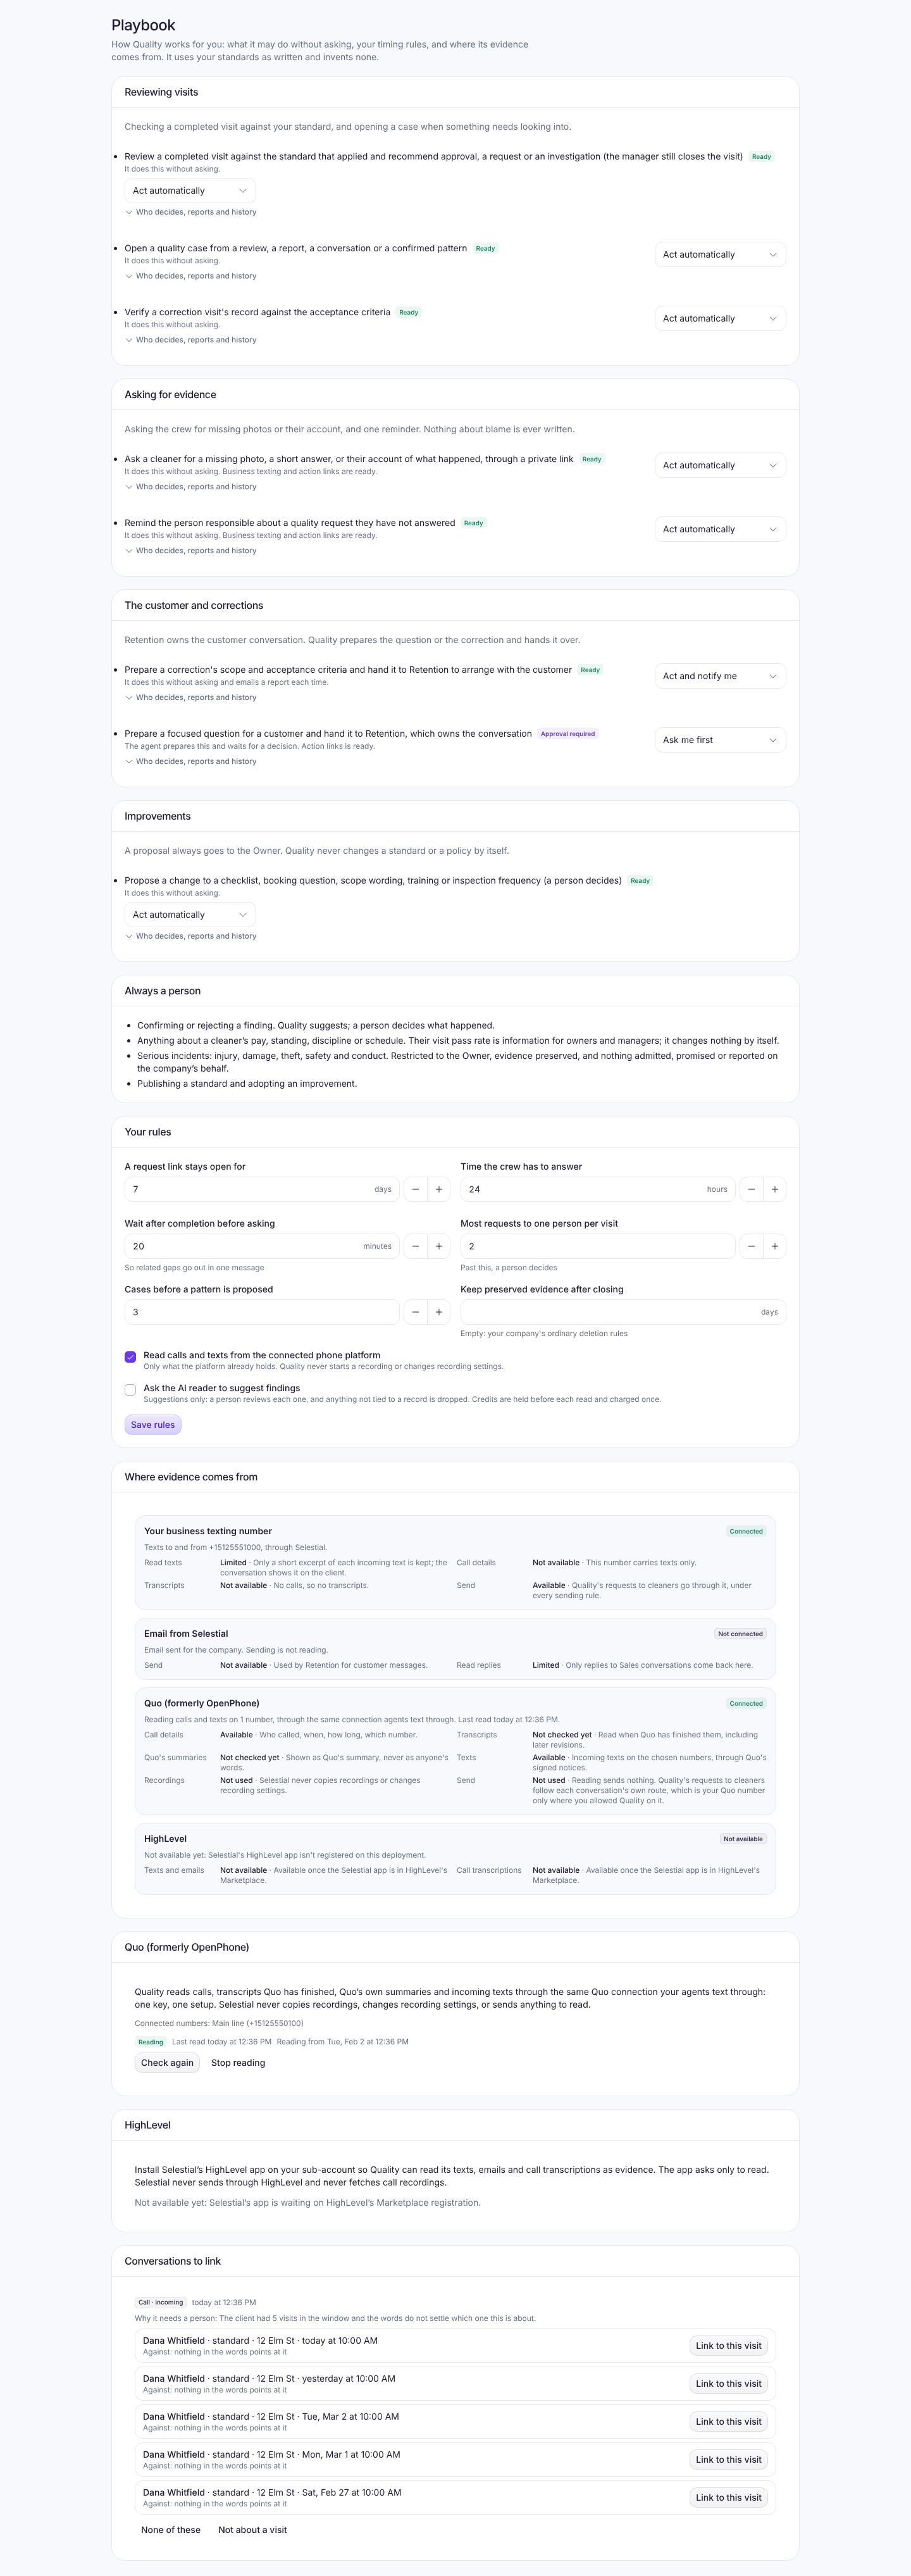 Playbook
How Quality works for you: what it may do without asking, your timing rules, and where its evidence
comes from. It uses your standards as written and invents none.
Reviewing visits
Checking a completed visit against your standard, and opening a case when something needs looking into.
Review a completed visit against the standard that applied and recommend approval, a request or an investigation (the manager still closes the visit) Ready
It does this without asking.
Act automatically
Who decides, reports and history
Open a quality case from a review, a report, a conversation or a confirmed pattern Ready
Act automatically
It does this without asking.
Who decides, reports and history
Verify a correction visit's record against the acceptance criteria Ready
Act automatically
It does this without asking.
Who decides, reports and history
Asking for evidence
Asking the crew for missing photos or their account, and one reminder. Nothing about blame is ever written.
Ask a cleaner for a missing photo, a short answer, or their account of what happened, through a private link Ready
Act automatically
It does this without asking. Business texting and action links are ready.
Who decides, reports and history
Remind the person responsible about a quality request they have not answered Ready
Act automatically
It does this without asking. Business texting and action links are ready.
Who decides, reports and history
The customer and corrections
Retention owns the customer conversation. Quality prepares the question or the correction and hands it over.
Prepare a correction's scope and acceptance criteria and hand it to Retention to arrange with the customer Ready
Act and notify me
It does this without asking and emails a report each time.
Who decides, reports and history
Prepare a focused question for a customer and hand it to Retention, which owns the conversation Approval required
Ask me first
The agent prepares this and waits for a decision. Action links is ready.
Who decides, reports and history
Improvements
A proposal always goes to the Owner. Quality never changes a standard or a policy by itself.
Propose a change to a checklist, booking question, scope wording, training or inspection frequency (a person decides) Ready
It does this without asking.
Act automatically
Who decides, reports and history
Always a person
Confirming or rejecting a finding. Quality suggests; a person decides what happened.
Anything about a cleaner's pay, standing, discipline or schedule. Their visit pass rate is information for owners and managers; it changes nothing by itself.
Serious incidents: injury, damage, theft, safety and conduct. Restricted to the Owner, evidence preserved, and nothing admitted, promised or reported on
the company's behalf.
Publishing a standard and adopting an improvement.
Your rules
A request link stays open for
7 days
Time the crew has to answer
24 hours
Wait after completion before asking
20 minutes
So related gaps go out in one message
Most requests to one person per visit
2
Past this, a person decides
Cases before a pattern is proposed
3
Keep preserved evidence after closing
days
Empty: your company's ordinary deletion rules
Read calls and texts from the connected phone platform
Only what the platform already holds. Quality never starts a recording or changes recording settings.
Ask the AI reader to suggest findings
Suggestions only: a person reviews each one, and anything not tied to a record is dropped. Credits are held before each read and charged once.
Save rules
Where evidence comes from
Your business texting number Connected
Texts to and from +15125551000, through Selestial.
Read texts
Limited · Only a short excerpt of each incoming text is kept; the
conversation shows it on the client.
Call details
Not available · This number carries texts only.
Transcripts
Not available · No calls, so no transcripts.
Send
Available · Quality's requests to cleaners go through it, under
every sending rule.
Email from Selestial Not connected
Email sent for the company. Sending is not reading.
Send
Not available · Used by Retention for customer messages.
Read replies
Limited · Only replies to Sales conversations come back here.
Quo (formerly OpenPhone) Connected
Reading calls and texts on 1 number, through the same connection agents text through. Last read today at 12:36 PM.
Call details
Available · Who called, when, how long, which number.
Transcripts
Not checked yet · Read when Quo has finished them, including
later revisions.
Quo's summaries
Not checked yet · Shown as Quo's summary, never as anyone's
words.
Texts
Available · Incoming texts on the chosen numbers, through Quo's
signed notices.
Recordings
Not used · Selestial never copies recordings or changes
recording settings.
Send
Not used · Reading sends nothing. Quality's requests to cleaners
follow each conversation's own route, which is your Quo number
only where you allowed Quality on it.
HighLevel Not available
Not available yet: Selestial's HighLevel app isn't registered on this deployment.
Texts and emails
Not available · Available once the Selestial app is in HighLevel's
Marketplace.
Call transcriptions
Not available · Available once the Selestial app is in HighLevel's
Marketplace.
Quo (formerly OpenPhone)
Quality reads calls, transcripts Quo has finished, Quo's own summaries and incoming texts through the same Quo connection your agents text through:
one key, one setup. Selestial never copies recordings, changes recording settings, or sends anything to read.
Connected numbers: Main line (+15125550100)
Reading Last read today at 12:36 PM Reading from Tue, Feb 2 at 12:36 PM
Check again Stop reading
HighLevel
Install Selestial's HighLevel app on your sub-account so Quality can read its texts, emails and call transcriptions as evidence. The app asks only to read.
Selestial never sends through HighLevel and never fetches call recordings.
Not available yet: Selestial's app is waiting on HighLevel's Marketplace registration.
Conversations to link
Call · incoming today at 12:36 PM
Why it needs a person: The client had 5 visits in the window and the words do not settle which one this is about.
Dana Whitfield · standard · 12 Elm St · today at 10:00 AM
Against: nothing in the words points at it
Link to this visit
Dana Whitfield · standard · 12 Elm St · yesterday at 10:00 AM
Against: nothing in the words points at it
Link to this visit
Dana Whitfield · standard · 12 Elm St · Tue, Mar 2 at 10:00 AM
Against: nothing in the words points at it
Link to this visit
Dana Whitfield · standard · 12 Elm St · Mon, Mar 1 at 10:00 AM
Against: nothing in the words points at it
Link to this visit
Dana Whitfield · standard · 12 Elm St · Sat, Feb 27 at 10:00 AM
Against: nothing in the words points at it
Link to this visit
None of these Not about a visit